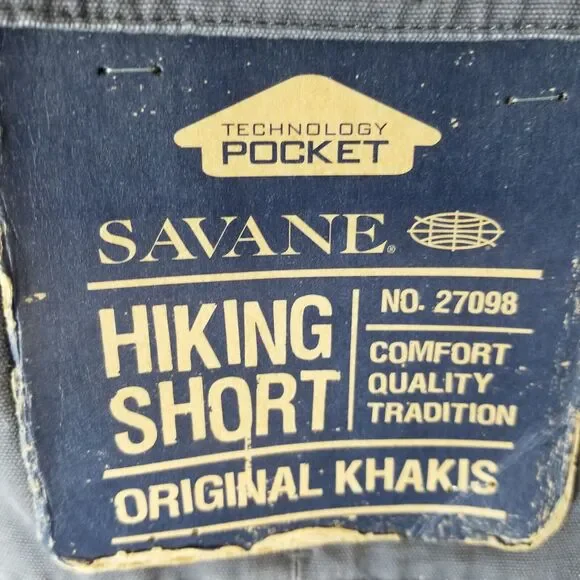 TECHNOLOGY
POCKET
SAVANE®
HIKING
SHORT
NO. 27098
COMFORT
QUALITY
TRADITION
ORIGINAL KHAKIS